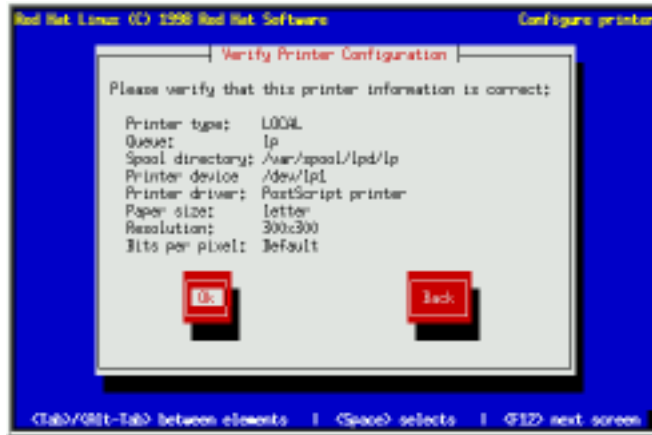 Red Hat Linux (C) 1998 Red Hat Software Configure printer
Verify Printer Configuration
Please verify that this printer information is correct:
Printer type: LOCAL
Queue: lp
Spool directory: /var/spool/lpd/lp
Printer device /dev/lp1
Printer driver: PostScript printer
Paper size: letter
Resolution: 300x300
Bits per pixel: Default
Ok Back
<Tab>/<Alt-Tab> between elements | <Space> selects | <F12> next screen